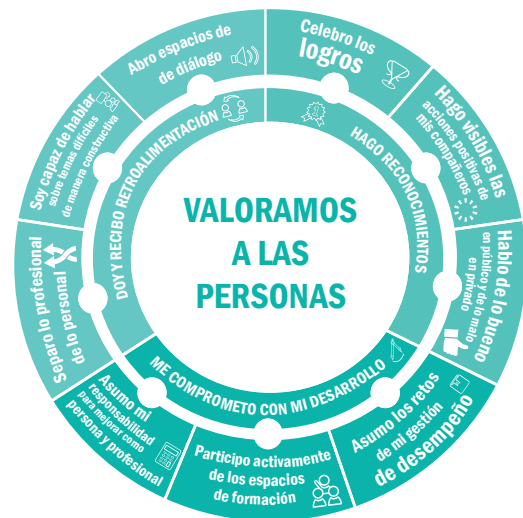 VALORAMOS
A LAS
PERSONAS
HAGO RECONOCIMIENTOS
Celebro los
logros
Hago visibles las
acciones positivas de
mis compañeros
Hablo de lo bueno
en público y de lo malo
en privado
ME COMPROMETO CON MI DESARROLLO
Asumo los retos
de mi gestión
de desempeño
Participo activamente
de los espacios
de formación
Asumo mi
responsabilidad
para mejorar como
persona y profesional
DOY Y RECIBO RETROALIMENTACIÓN
Separo lo profesional
de lo personal
Soy capaz de hablar
sobre temas difíciles
de manera constructiva
Abro espacios de
de diálogo